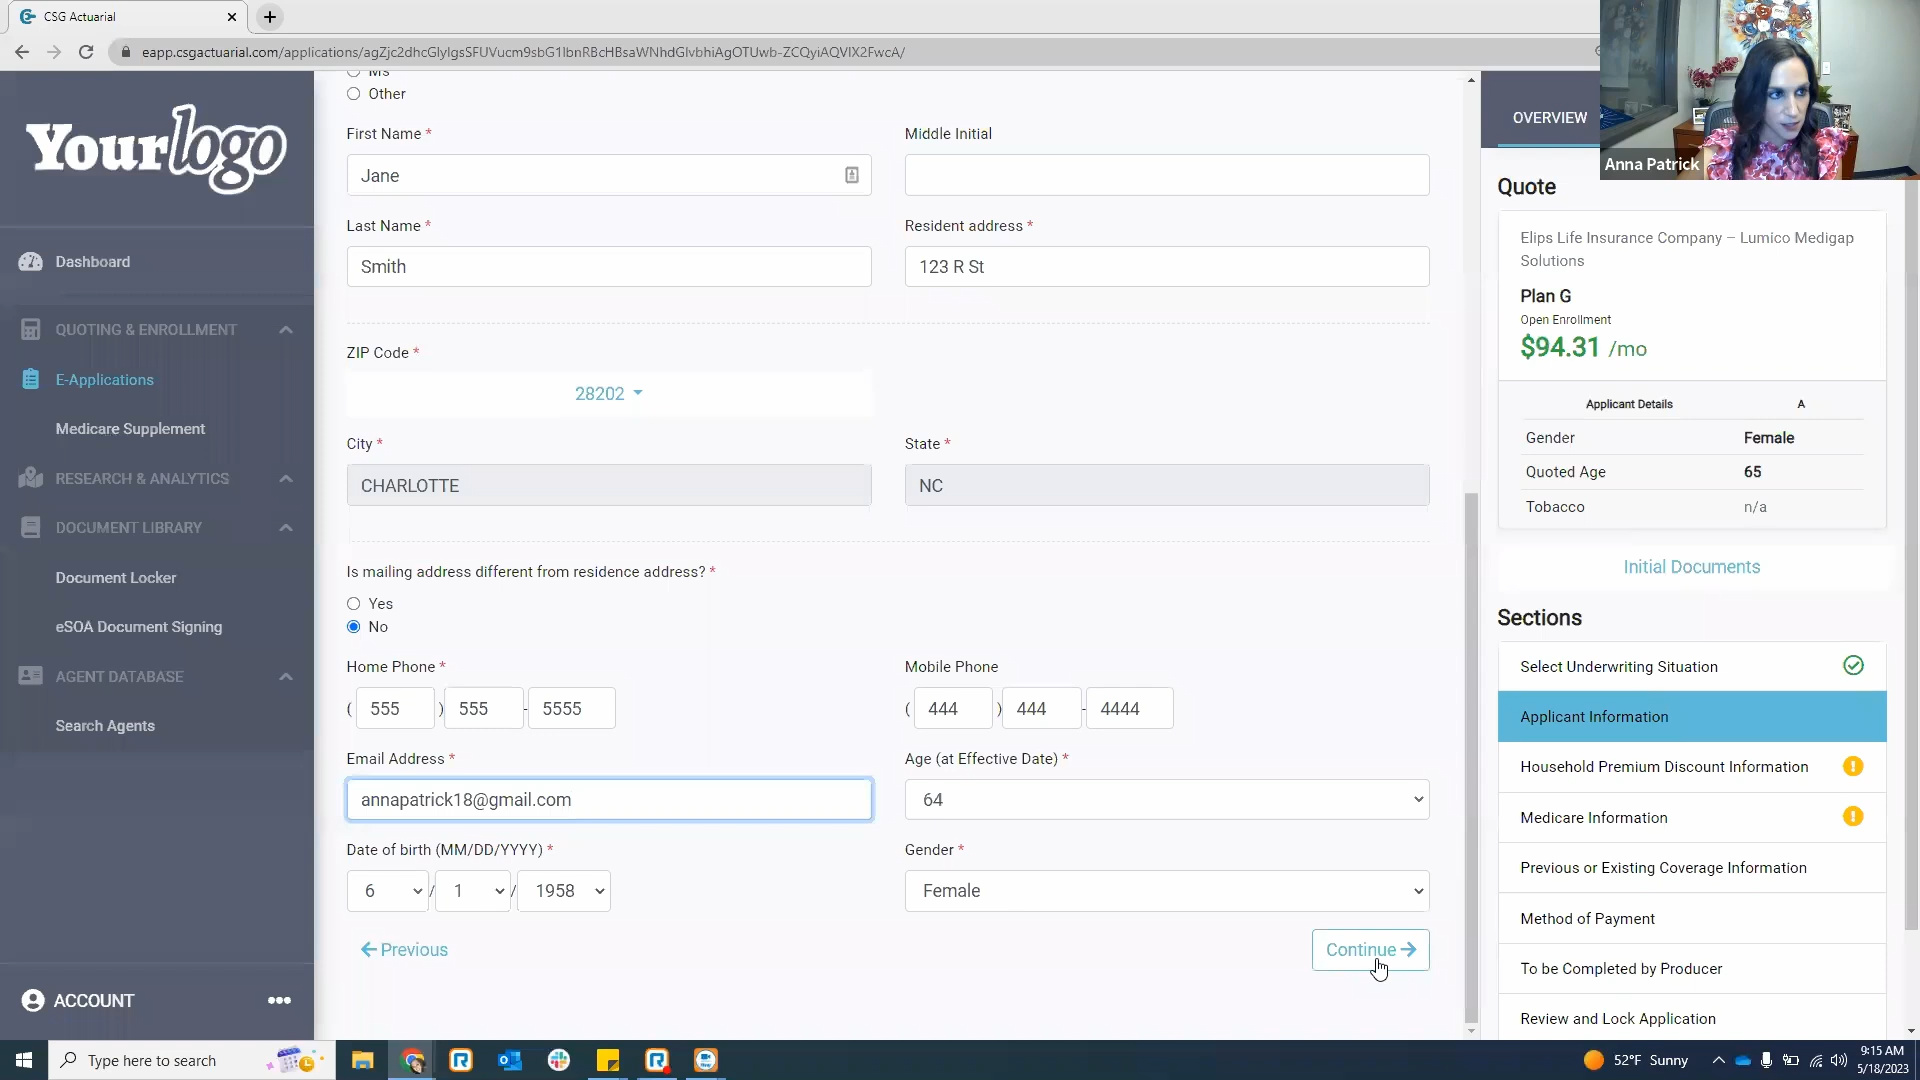 CSG Actuarial
eapp.csgactuarial.com/applications/agZjc2dhcGlyIgsSFUVucm9sbG1lbnRBcHBsaWNhdGlvbhiAgOTUwb-ZCQyiAQVIX2FwcA/
Yourlogo
Dashboard
QUOTING & ENROLLMENT
E-Applications
Medicare Supplement
RESEARCH & ANALYTICS
DOCUMENT LIBRARY
Document Locker
eSOA Document Signing
AGENT DATABASE
Search Agents
ACCOUNT
Ms
Other
First Name *
Middle Initial
Jane
Last Name *
Resident address *
Smith
123 R St
ZIP Code *
28202
City *
State *
CHARLOTTE
NC
Is mailing address different from residence address? *
Yes
No
Home Phone *
Mobile Phone
( 555 ) 555 - 5555
( 444 ) 444 - 4444
Email Address *
Age (at Effective Date) *
annapatrick18@gmail.com
64
Date of birth (MM/DD/YYYY) *
Gender *
6 / 1 / 1958
Female
Previous
Continue
OVERVIEW
Anna Patrick
Quote
Elips Life Insurance Company – Lumico Medigap
Solutions
Plan G
Open Enrollment
$94.31 /mo
Applicant Details A
Gender Female
Quoted Age 65
Tobacco n/a
Initial Documents
Sections
Select Underwriting Situation
Applicant Information
Household Premium Discount Information
Medicare Information
Previous or Existing Coverage Information
Method of Payment
To be Completed by Producer
Review and Lock Application
Type here to search
52°F Sunny
9:15 AM
5/18/2023